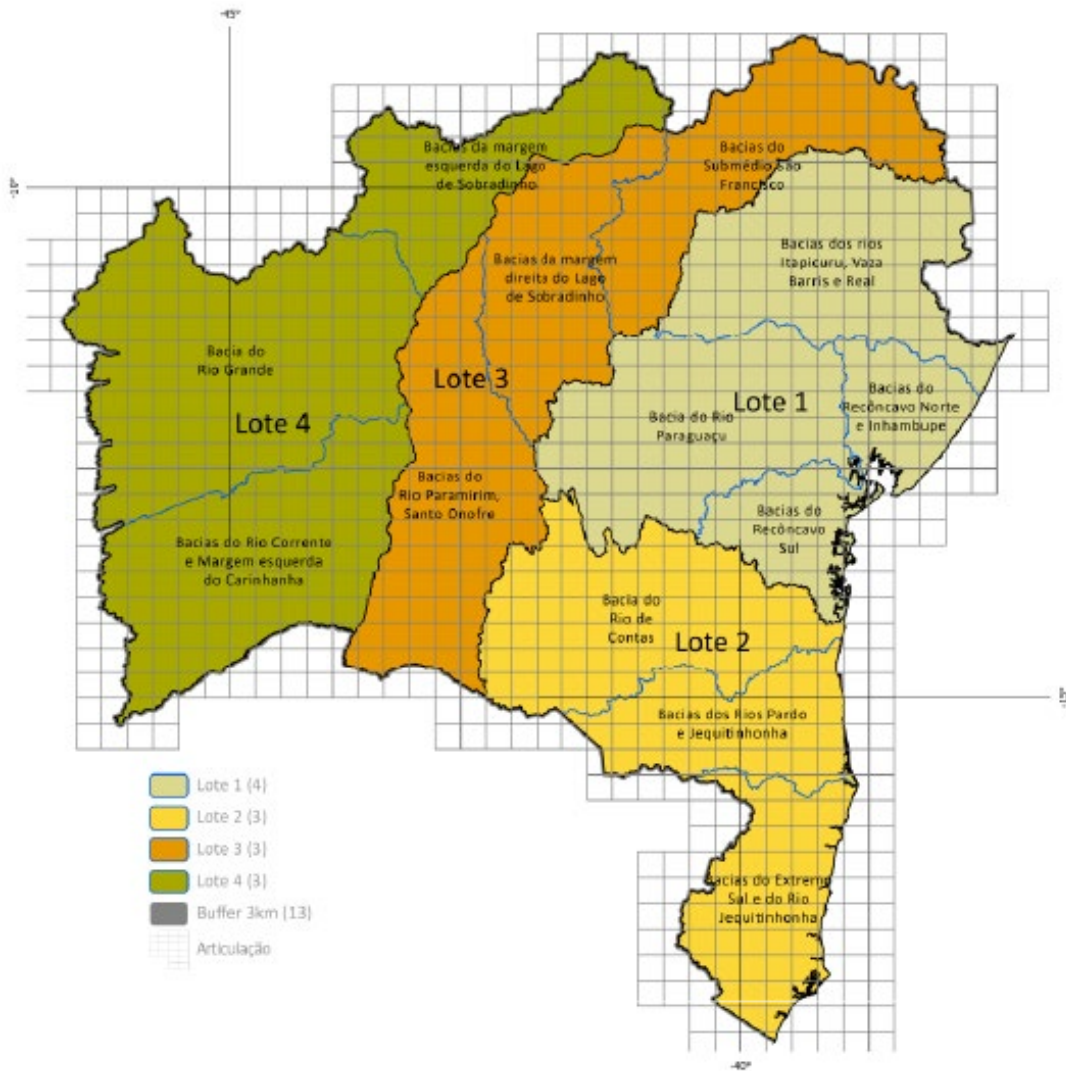 -45°
-10°
Bacias da margem
esquerda do Lago
de Sobradinho
Bacias do
Submédio São
Francisco
Bacias dos rios
Itapicuru, Vaza
Barris e Real
Bacias da margem
direita do Lago
de Sobradinho
Bacia do
Rio Grande
Lote 4
Lote 3
Lote 1
Bacias do
Recôncavo Norte
e Inhambupe
Bacia do Rio
Paraguaçu
Bacias do
Rio Paramirim,
Santo Onofre
Bacias do
Recôncavo
Sul
Bacias do Rio Corrente
e Margem esquerda
do Carinhanha
Bacia do
Rio de
Contas
Lote 2
-15°
Bacias dos Rios Pardo
e Jequitinhonha
Bacias do Extremo
Sul e do Rio
Jequitinhonha
Lote 1 (4)
Lote 2 (3)
Lote 3 (3)
Lote 4 (3)
Buffer 3km (13)
Articulação
-40°